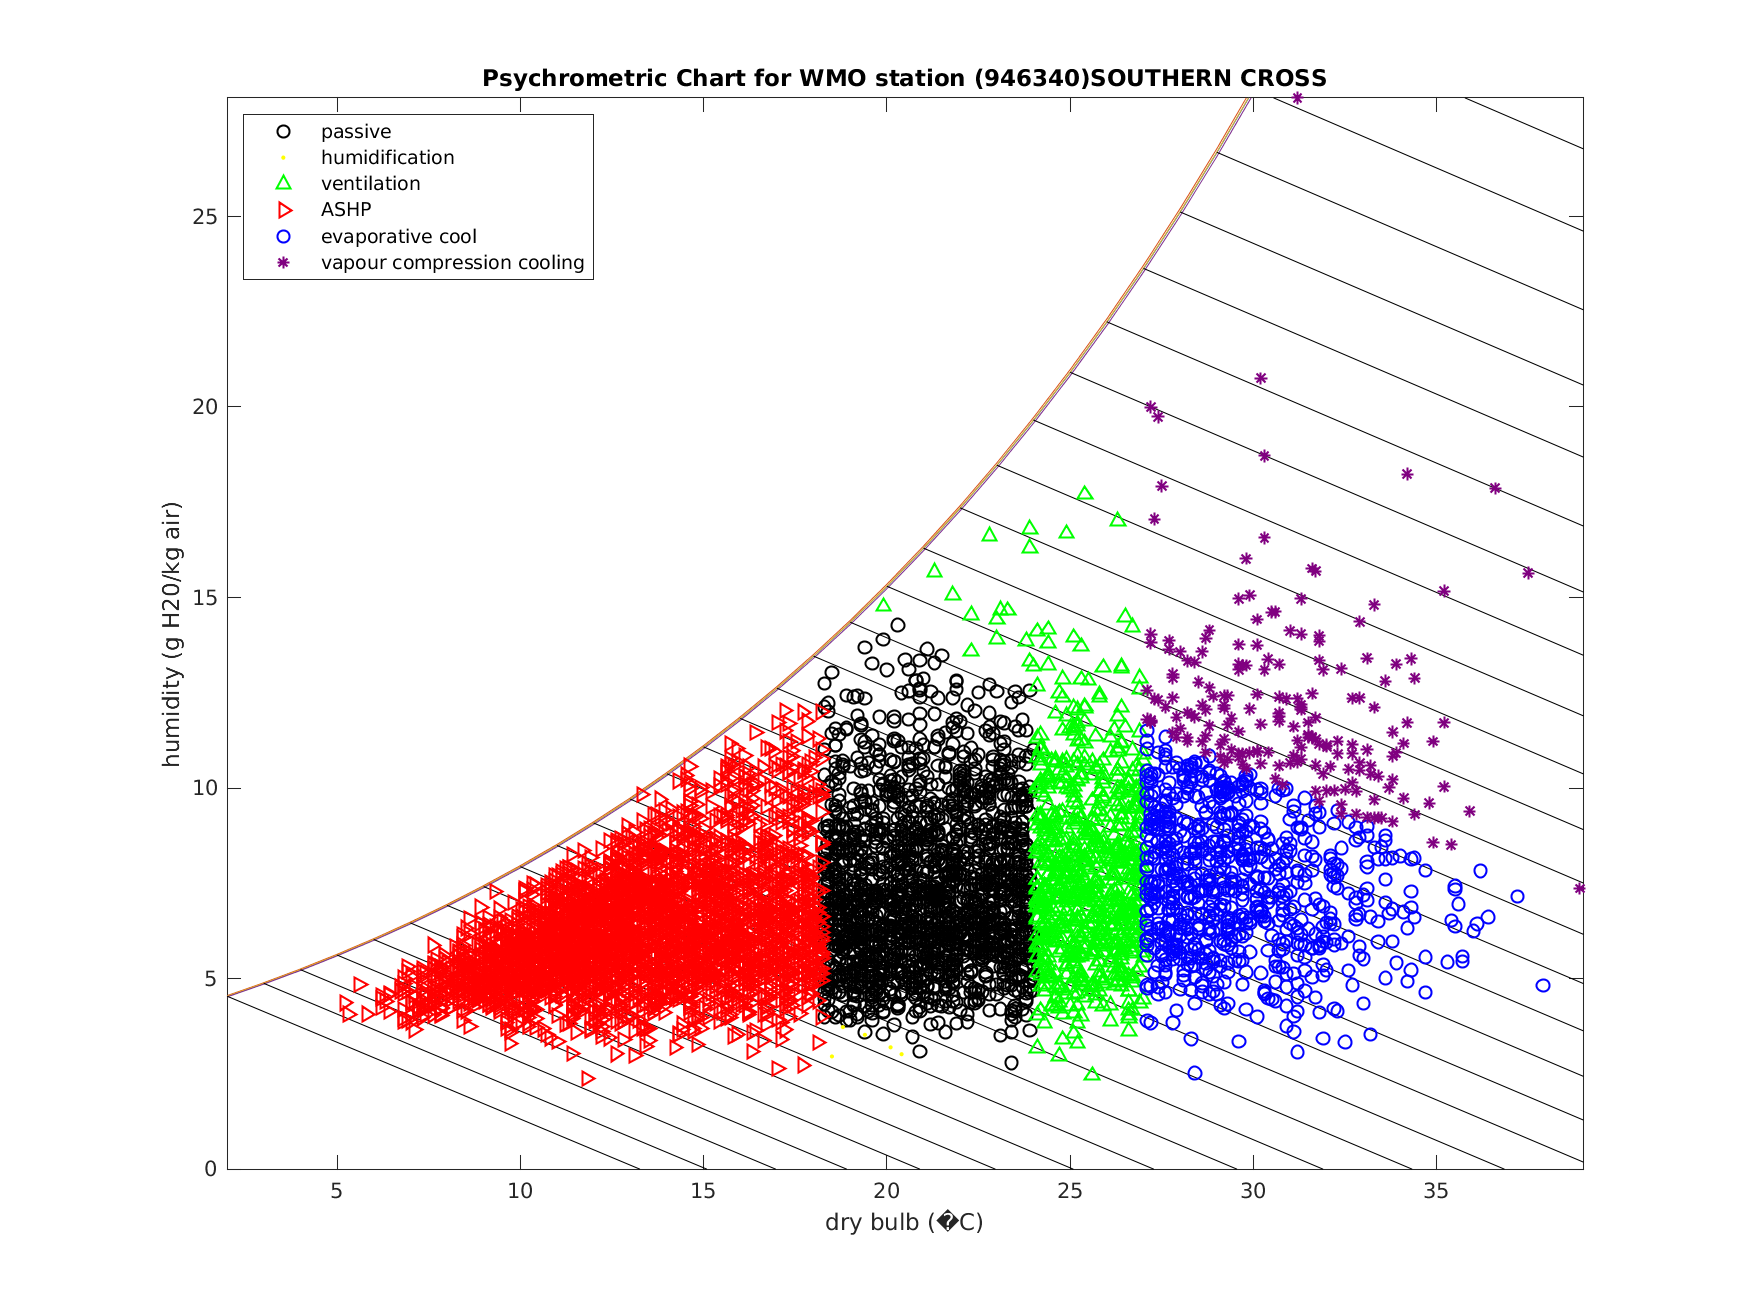 Psychrometric Chart for WMO station (946340)SOUTHERN CROSS
passive
humidification
ventilation
ASHP
evaporative cool
vapour compression cooling
humidity (g H20/kg air)
25
20
15
10
5
0
5 10 15 20 25 30 35
dry bulb (�C)